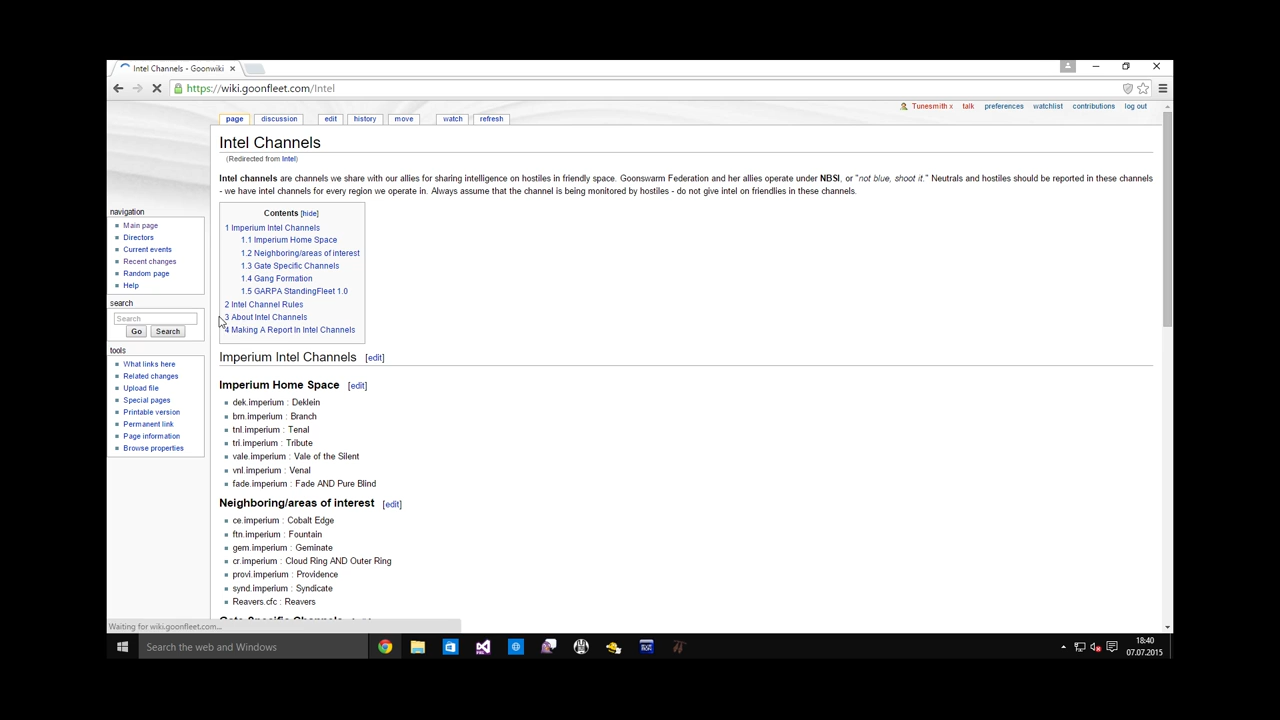 Intel Channels - Goonwiki
https://wiki.goonfleet.com/Intel
Tunesmith x talk preferences watchlist contributions log out
page discussion edit history move watch refresh
Intel Channels
(Redirected from Intel)
Intel channels are channels we share with our allies for sharing intelligence on hostiles in friendly space. Goonswarm Federation and her allies operate under NBSI, or "not blue, shoot it." Neutrals and hostiles should be reported in these channels
- we have intel channels for every region we operate in. Always assume that the channel is being monitored by hostiles - do not give intel on friendlies in these channels.
Contents [hide]
1 Imperium Intel Channels
1.1 Imperium Home Space
1.2 Neighboring/areas of interest
1.3 Gate Specific Channels
1.4 Gang Formation
1.5 GARPA StandingFleet 1.0
2 Intel Channel Rules
3 About Intel Channels
4 Making A Report In Intel Channels
navigation
Main page
Directors
Current events
Recent changes
Random page
Help
search
Search
Go Search
tools
What links here
Related changes
Upload file
Special pages
Printable version
Permanent link
Page information
Browse properties
Imperium Intel Channels [edit]
Imperium Home Space [edit]
dek.imperium : Deklein
brn.imperium : Branch
tnl.imperium : Tenal
tri.imperium : Tribute
vale.imperium : Vale of the Silent
vnl.imperium : Venal
fade.imperium : Fade AND Pure Blind
Neighboring/areas of interest [edit]
ce.imperium : Cobalt Edge
ftn.imperium : Fountain
gem.imperium : Geminate
cr.imperium : Cloud Ring AND Outer Ring
provi.imperium : Providence
synd.imperium : Syndicate
Reavers.cfc : Reavers
Gate Specific Channels
Waiting for wiki.goonfleet.com...
Search the web and Windows
18:40
07.07.2015